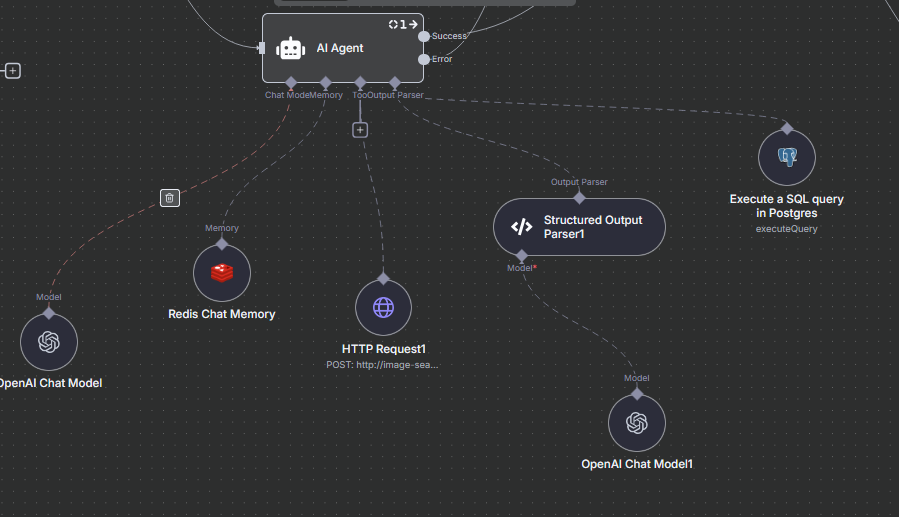 1
AI Agent
Success
Error
Chat Mode
Memory
Too
Output Parser
Output Parser
Execute a SQL query
in Postgres
executeQuery
Structured Output
Parser1
Memory
Model*
Model
Redis Chat Memory
HTTP Request1
POST: http://image-sea...
OpenAI Chat Model
Model
OpenAI Chat Model1